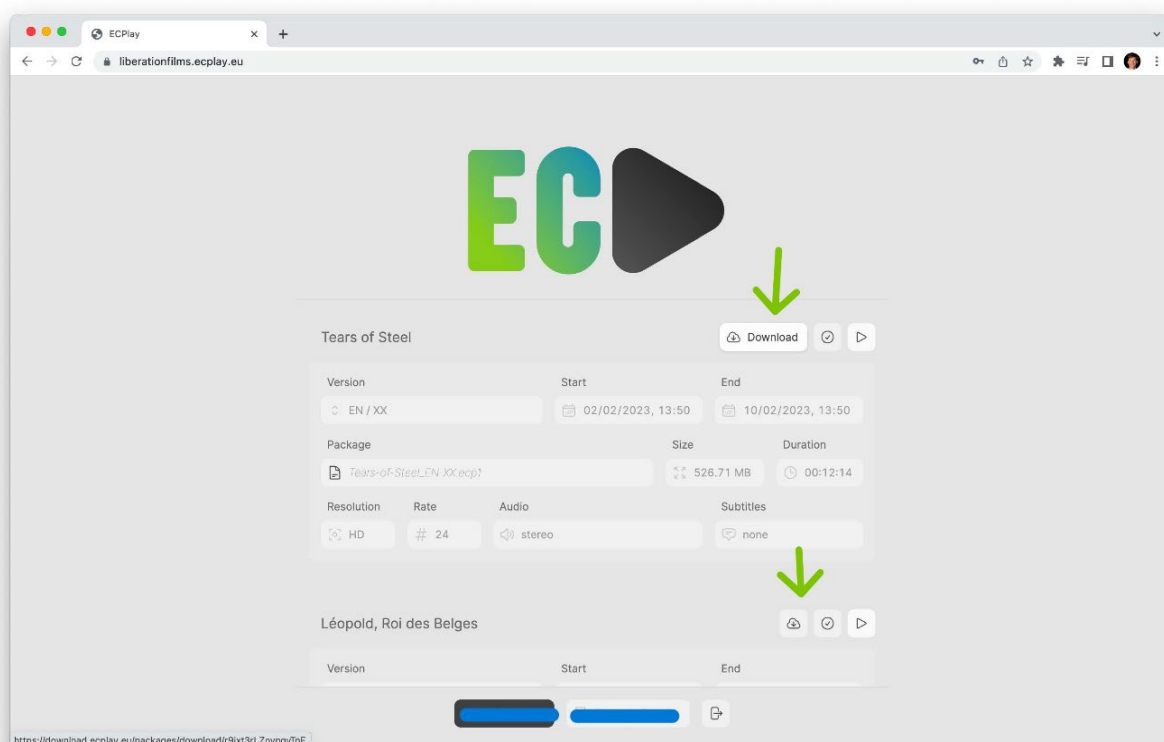 ECPlay
liberationfilms.ecplay.eu
EC
Tears of Steel
Download
Version
Start
End
EN / XX
02/02/2023, 13:50
10/02/2023, 13:50
Package
Size
Duration
Tears-of-Steel_EN-XX.ecp1
526.71 MB
00:12:14
Resolution
Rate
Audio
Subtitles
HD
# 24
stereo
none
Léopold, Roi des Belges
Version
Start
End